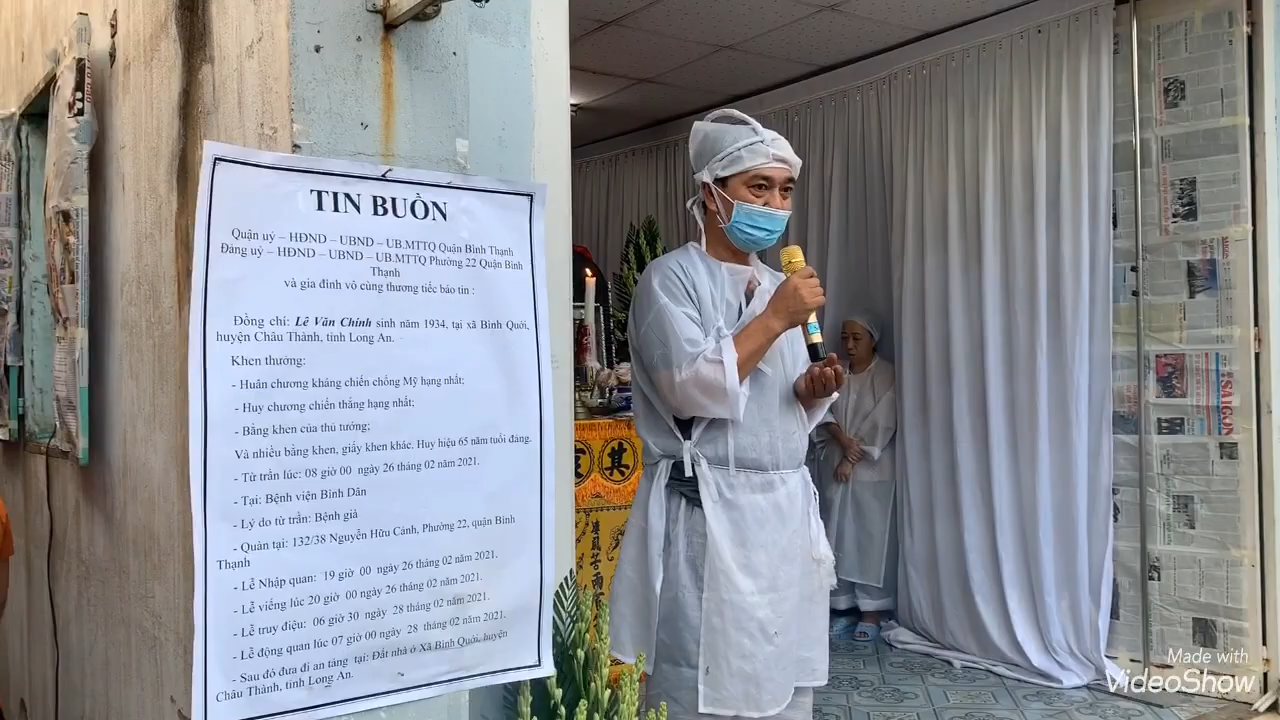 TIN BUỒN
Quận uỷ – HĐND – UBND – UB.MTTQ Quận Bình Thạnh
Đảng uỷ – HĐND – UBND – UB.MTTQ Phường 22 Quận Bình
Thạnh
và gia đình vô cùng thương tiếc báo tin :
Đồng chí: Lê Văn Chính sinh năm 1934, tại xã Bình Quới,
huyện Châu Thành, tỉnh Long An.
Khen thưởng:
- Huân chương kháng chiến chống Mỹ hạng nhất;
- Huy chương chiến thắng hạng nhất;
- Bằng khen của thủ tướng;
Và nhiều bằng khen, giấy khen khác. Huy hiệu 65 năm tuổi đảng.
- Từ trần lúc: 08 giờ 00 ngày 26 tháng 02 năm 2021.
- Tại: Bệnh viện Bình Dân
- Lý do từ trần: Bệnh già
- Quàn tại: 132/38 Nguyễn Hữu Cảnh, Phường 22, quận Bình
Thạnh
- Lễ Nhập quan: 19 giờ 00 ngày 26 tháng 02 năm 2021.
- Lễ viếng lúc 20 giờ 00 ngày 26 tháng 02 năm 2021.
- Lễ truy điệu: 06 giờ 30 ngày 28 tháng 02 năm 2021.
- Lễ động quan lúc 07 giờ 00 ngày 28 tháng 02 năm 2021.
- Sau đó đưa đi an táng tại: Đất nhà ở Xã Bình Quới, huyện
Châu Thành, tỉnh Long An.
其
凄風苦雨
SAIGON
Made with
VideoShow